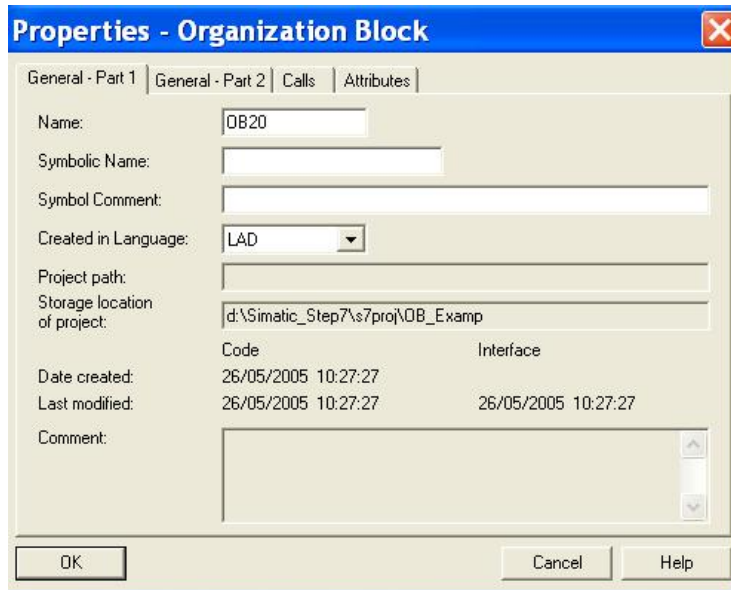 Properties - Organization Block
General - Part 1 General - Part 2 Calls Attributes
Name: OB20
Symbolic Name:
Symbol Comment:
Created in Language: LAD
Project path:
Storage location
of project: d:\Simatic_Step7\s7proj\OB_Examp
Code Interface
Date created: 26/05/2005 10:27:27
Last modified: 26/05/2005 10:27:27 26/05/2005 10:27:27
Comment:
OK Cancel Help